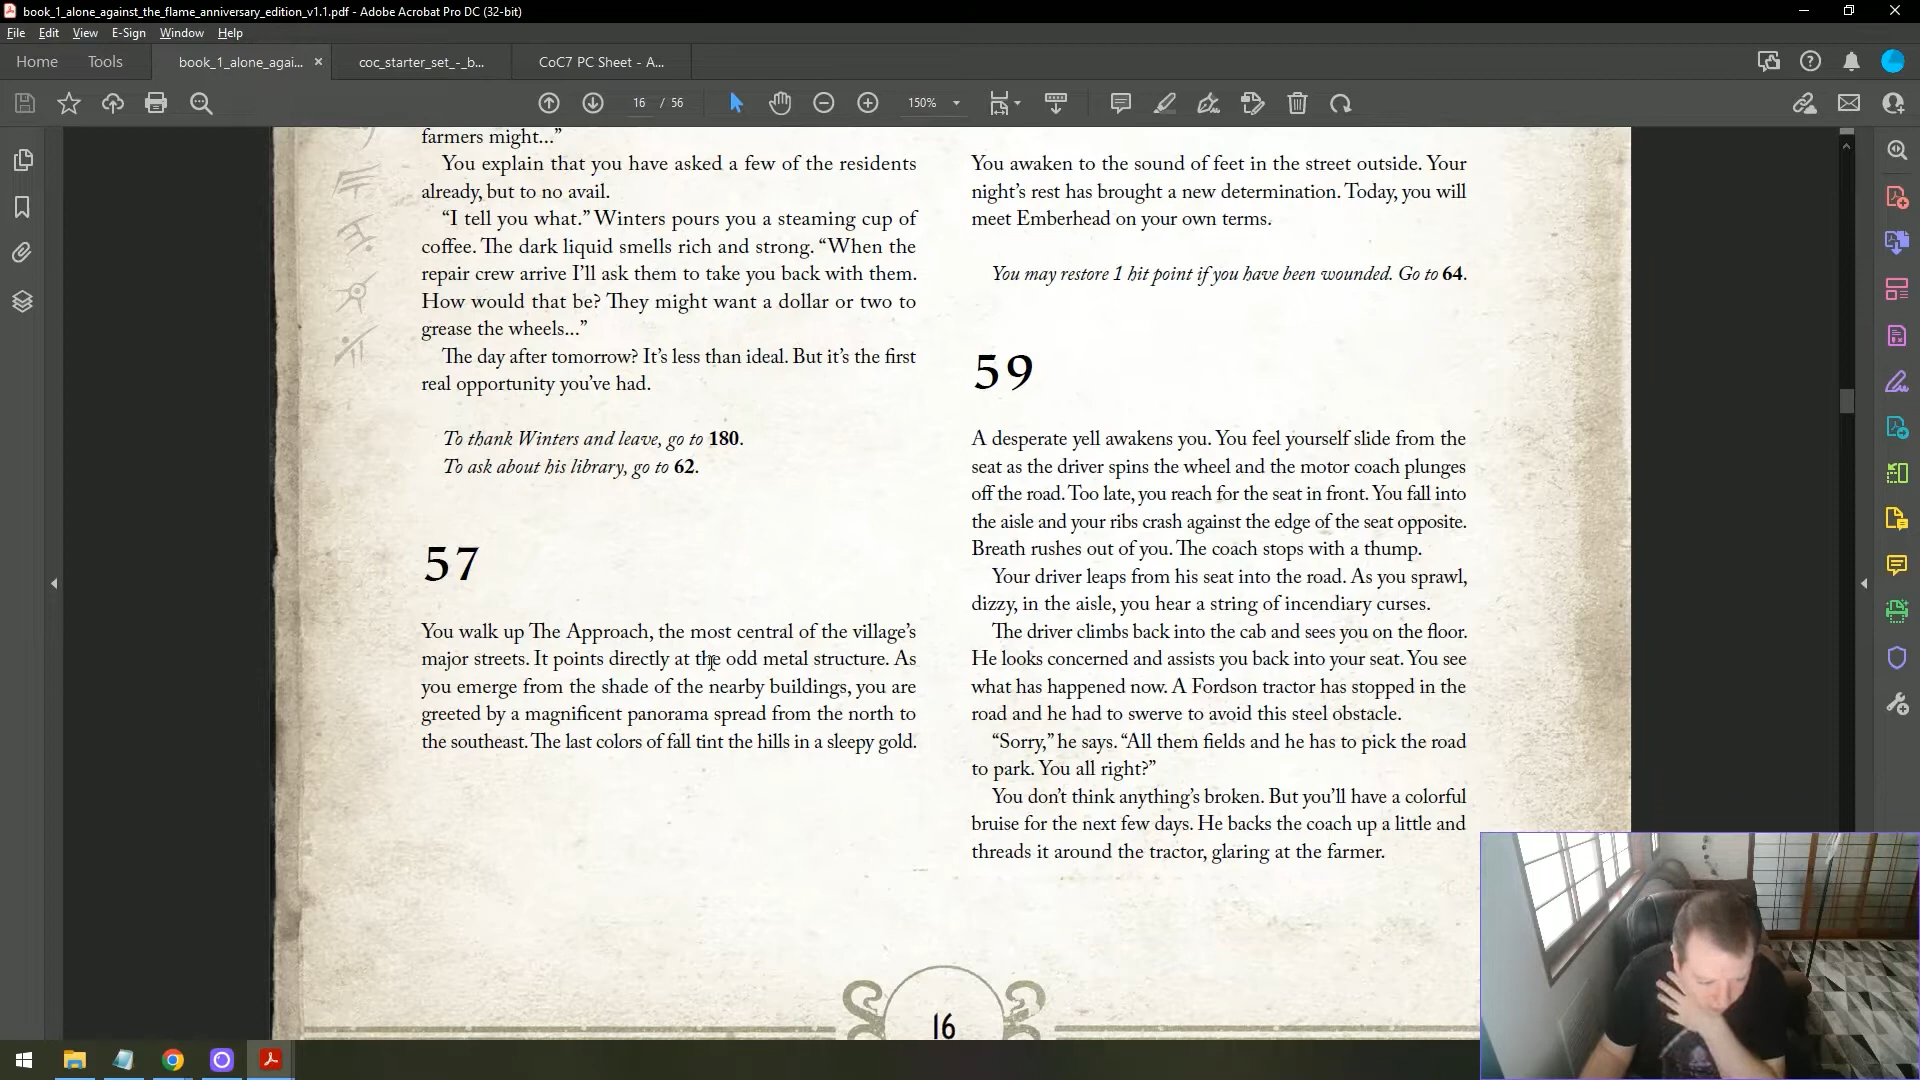 book_1_alone_against_the_flame_anniversary_edition_v1.1.pdf - Adobe Acrobat Pro DC (32-bit)
File Edit View E-Sign Window Help
Home Tools book_1_alone_agai... × coc_starter_set_-_b... CoC7 PC Sheet - A...
16 / 56 150%
farmers might...”
You explain that you have asked a few of the residents
already, but to no avail.
“I tell you what.” Winters pours you a steaming cup of
coffee. The dark liquid smells rich and strong. “When the
repair crew arrive I’ll ask them to take you back with them.
How would that be? They might want a dollar or two to
grease the wheels...”
The day after tomorrow? It’s less than ideal. But it’s the first
real opportunity you’ve had.
To thank Winters and leave, go to 180.
To ask about his library, go to 62.
57
You walk up The Approach, the most central of the village’s
major streets. It points directly at the odd metal structure. As
you emerge from the shade of the nearby buildings, you are
greeted by a magnificent panorama spread from the north to
the southeast. The last colors of fall tint the hills in a sleepy gold.
You awaken to the sound of feet in the street outside. Your
night’s rest has brought a new determination. Today, you will
meet Emberhead on your own terms.
You may restore 1 hit point if you have been wounded. Go to 64.
59
A desperate yell awakens you. You feel yourself slide from the
seat as the driver spins the wheel and the motor coach plunges
off the road. Too late, you reach for the seat in front. You fall into
the aisle and your ribs crash against the edge of the seat opposite.
Breath rushes out of you. The coach stops with a thump.
Your driver leaps from his seat into the road. As you sprawl,
dizzy, in the aisle, you hear a string of incendiary curses.
The driver climbs back into the cab and sees you on the floor.
He looks concerned and assists you back into your seat. You see
what has happened now. A Fordson tractor has stopped in the
road and he had to swerve to avoid this steel obstacle.
“Sorry,” he says. “All them fields and he has to pick the road
to park. You all right?”
You don’t think anything’s broken. But you’ll have a colorful
bruise for the next few days. He backs the coach up a little and
threads it around the tractor, glaring at the farmer.
16